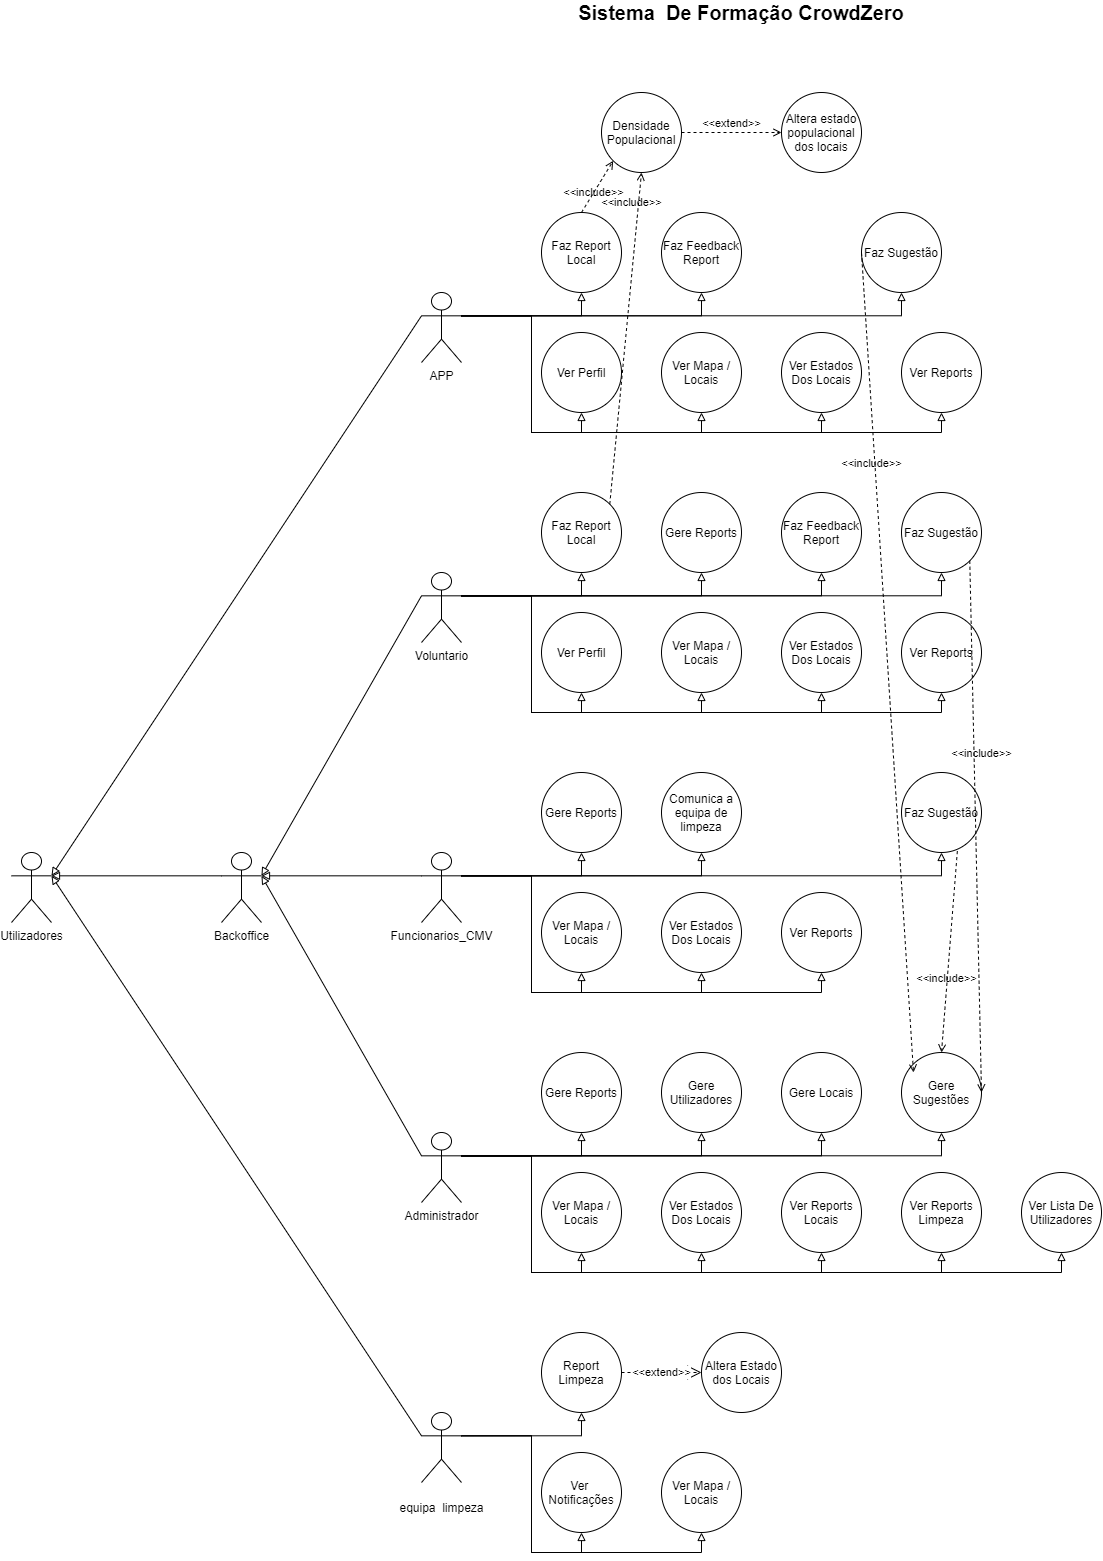 Sistema  De Formação CrowdZero
Densidade
Populacional
<<extend>>
Altera estado
populacional
dos locais
<<include>>
<<include>>
Faz Report
Local
Faz Feedback
Report
Faz Sugestão
APP
Ver Perfil
Ver Mapa /
Locais
Ver Estados
Dos Locais
Ver Reports
<<include>>
Faz Report
Local
Gere Reports
Faz Feedback
Report
Faz Sugestão
Voluntario
Ver Perfil
Ver Mapa /
Locais
Ver Estados
Dos Locais
Ver Reports
<<include>>
Gere Reports
Comunica a
equipa de
limpeza
Faz Sugestão
Utilizadores
Backoffice
Funcionarios_CMV
Ver Mapa /
Locais
Ver Estados
Dos Locais
Ver Reports
<<include>>
Gere Reports
Gere
Utilizadores
Gere Locais
Gere
Sugestões
Administrador
Ver Mapa /
Locais
Ver Estados
Dos Locais
Ver Reports
Locais
Ver Reports
Limpeza
Ver Lista De
Utilizadores
Report
Limpeza
<<extend>>
Altera Estado
dos Locais
equipa  limpeza
Ver
Notificações
Ver Mapa /
Locais